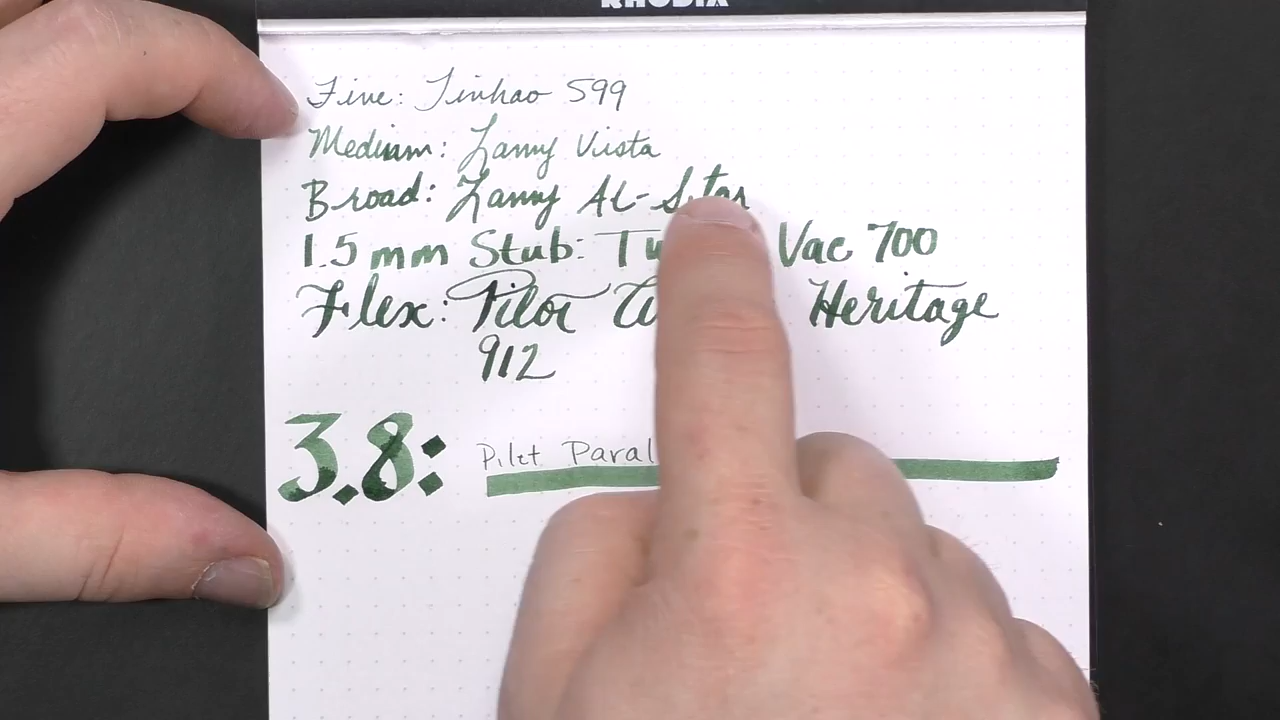 RHODIA
Fine: Jinhao 599
Medium: Lamy Vista
Broad: Lamy AL-Star
1.5 mm Stub: Vac 700
Flex: Pilot Heritage
912
3.8: Pilot